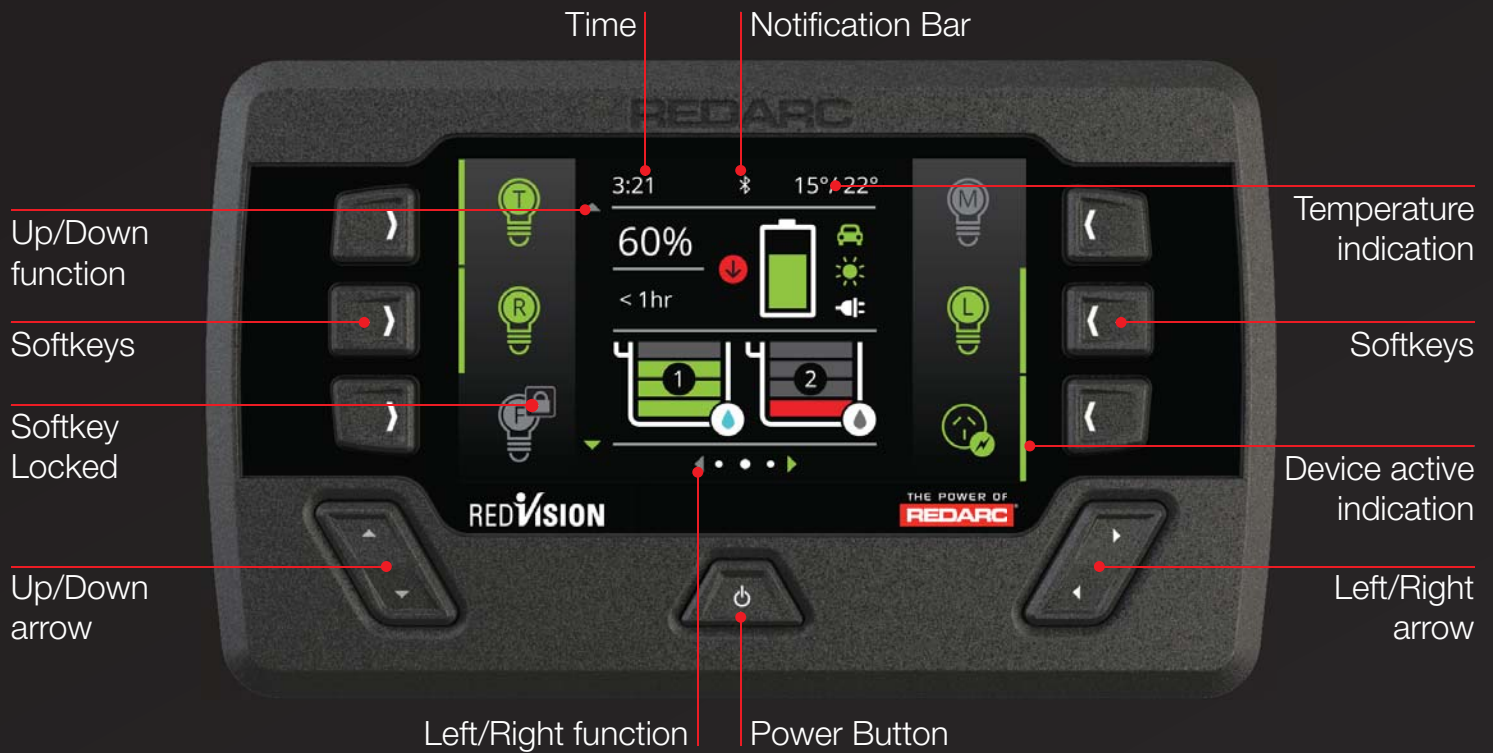 Time
Notification Bar
REDARC
3:21
15°/ 22°
T
M
Up/Down
function
Temperature
indication
60%
< 1hr
R
L
Softkeys
Softkeys
1
2
F
Softkey
Locked
Device active
indication
REDVISION
THE POWER OF
REDARC
Up/Down
arrow
Left/Right
arrow
Left/Right function
Power Button